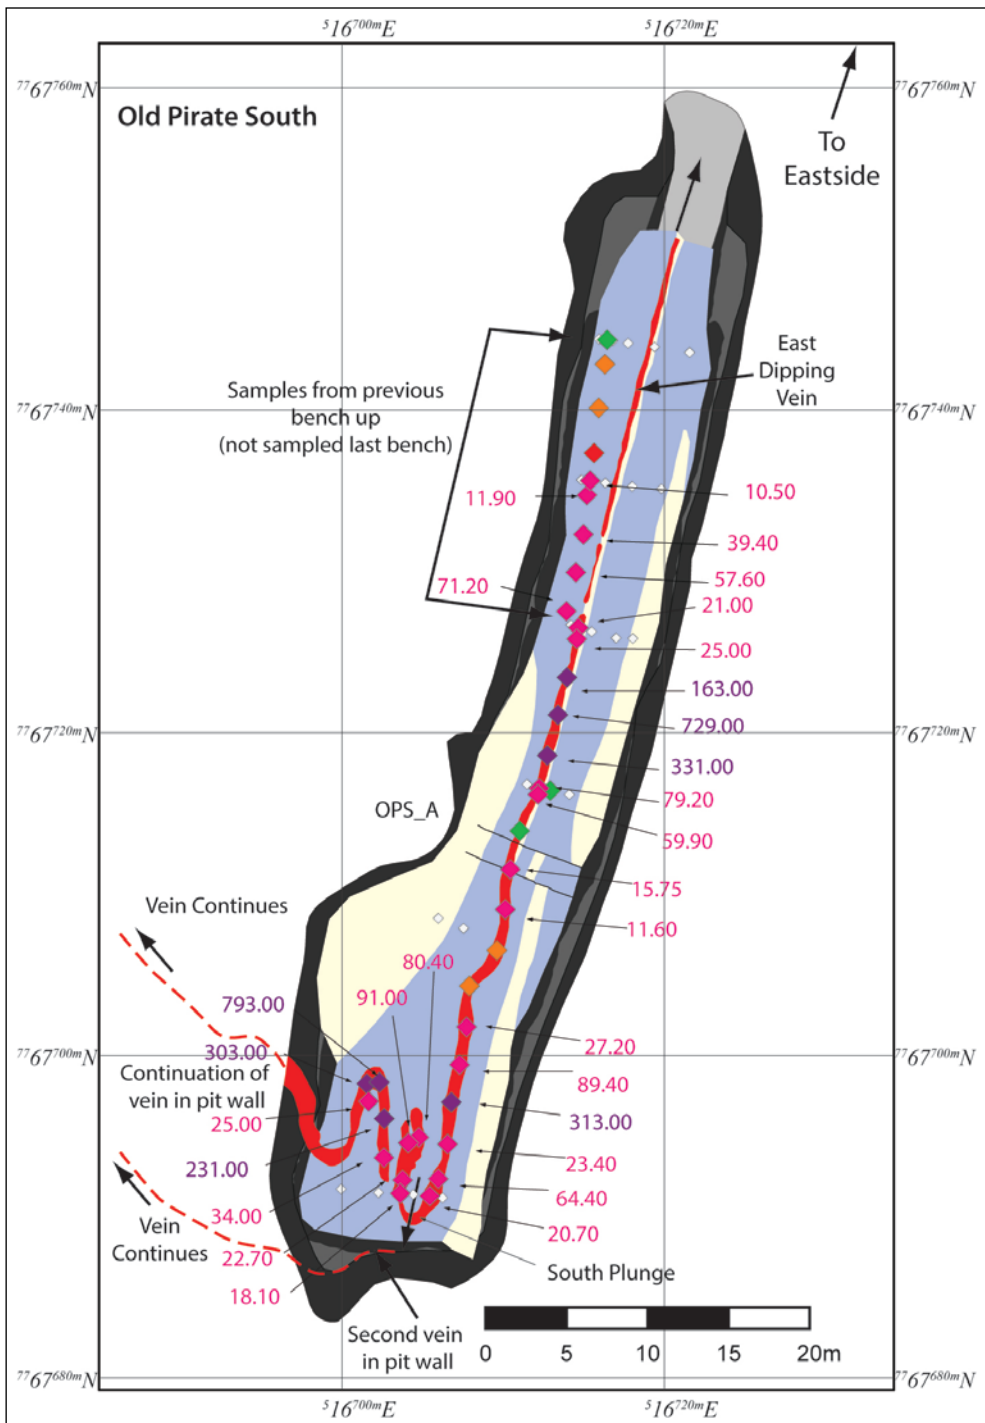 516700mE
516720mE
7767760mN
7767760mN
Old Pirate South
To
Eastside
East
Dipping
Vein
Samples from previous
bench up
(not sampled last bench)
7767740mN
7767740mN
11.90
10.50
39.40
71.20
57.60
21.00
25.00
163.00
729.00
7767720mN
7767720mN
331.00
OPS_A
79.20
59.90
15.75
Vein Continues
11.60
80.40
91.00
793.00
27.20
303.00
7767700mN
7767700mN
Continuation of
vein in pit wall
89.40
25.00
313.00
231.00
23.40
34.00
64.40
Vein
Continues
20.70
22.70
18.10
South Plunge
Second vein
in pit wall
0 5 10 15 20m
7767680mN
7767680mN
516700mE
516720mE